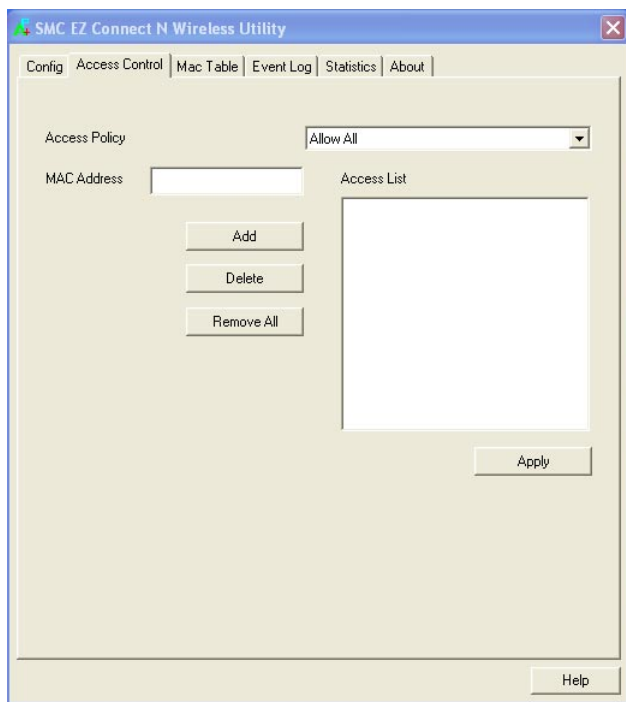 SMC EZ Connect N Wireless Utility
Config Access Control Mac Table Event Log Statistics About
Access Policy Allow All
MAC Address Access List
Add
Delete
Remove All
Apply
Help